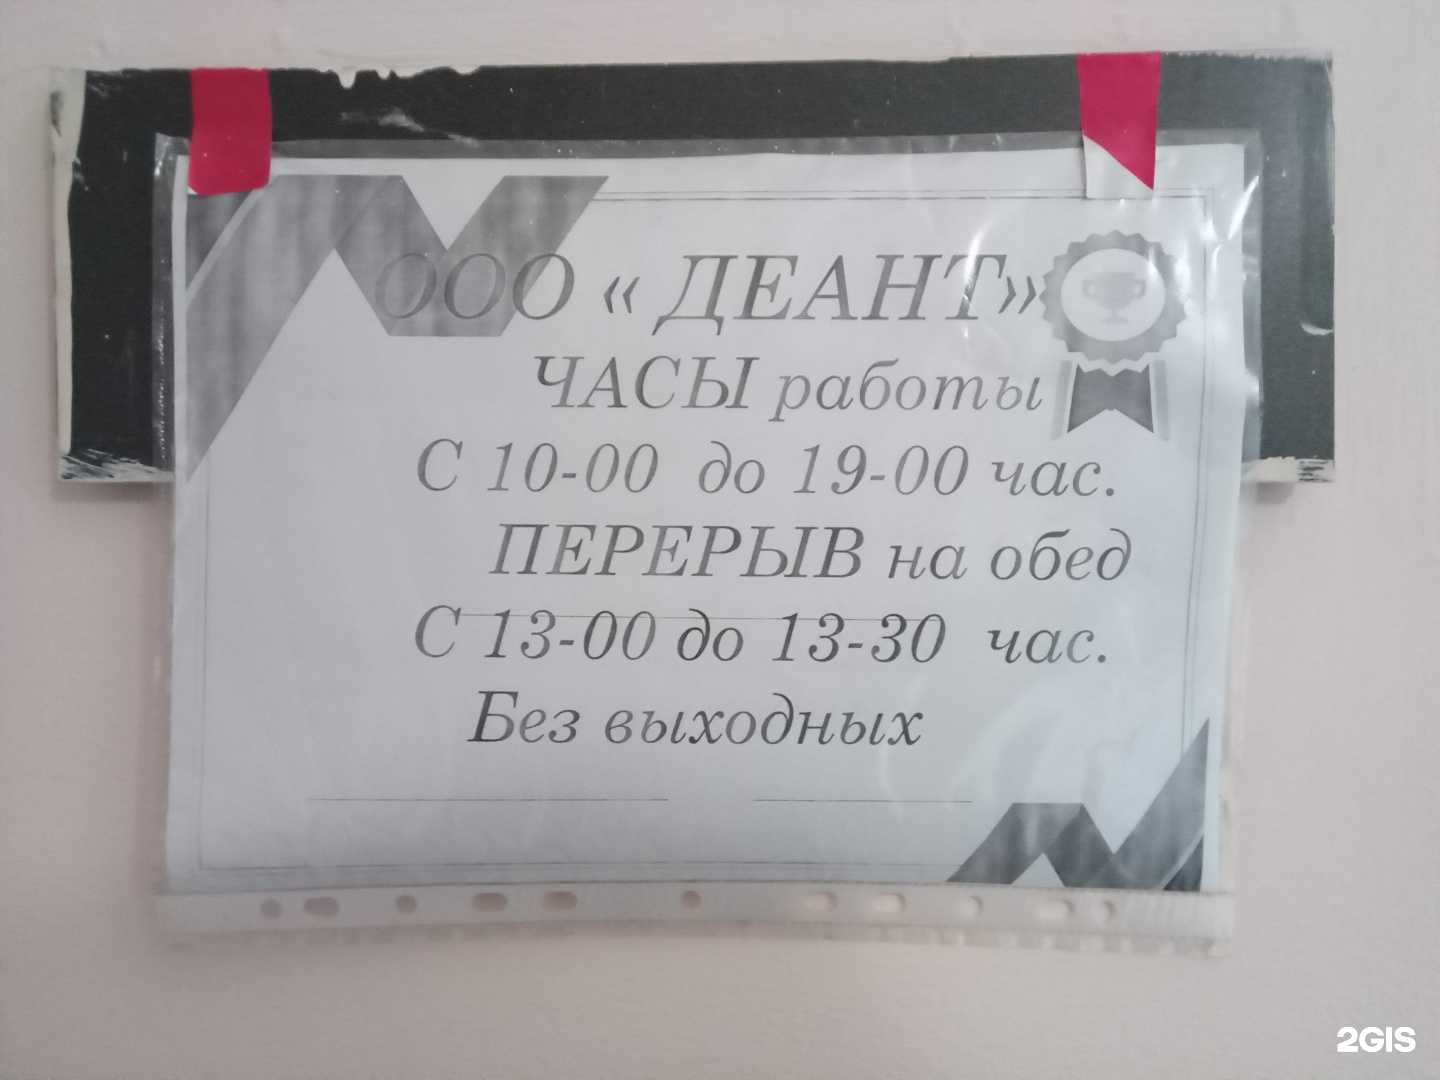 ООО « ДЕАНТ»
ЧАСЫ работы
С 10-00 до 19-00 час.
ПЕРЕРЫВ на обед
С 13-00 до 13-30 час.
Без выходных
2GIS